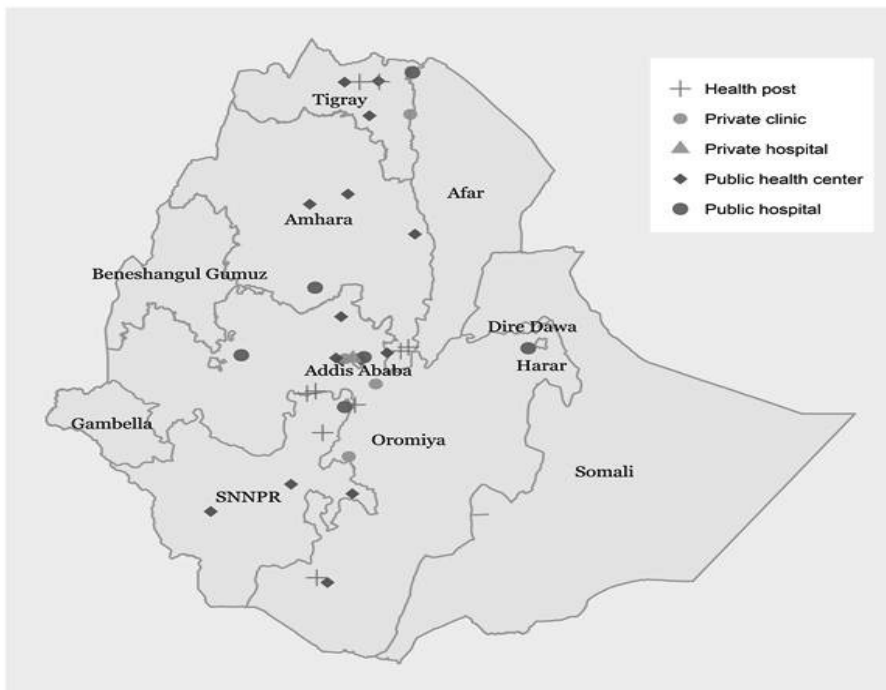 Health post
Private clinic
Private hospital
Public health center
Public hospital
Tigray
Afar
Amhara
Beneshangul Gumuz
Dire Dawa
Addis Ababa
Harar
Gambella
Oromiya
Somali
SNNPR